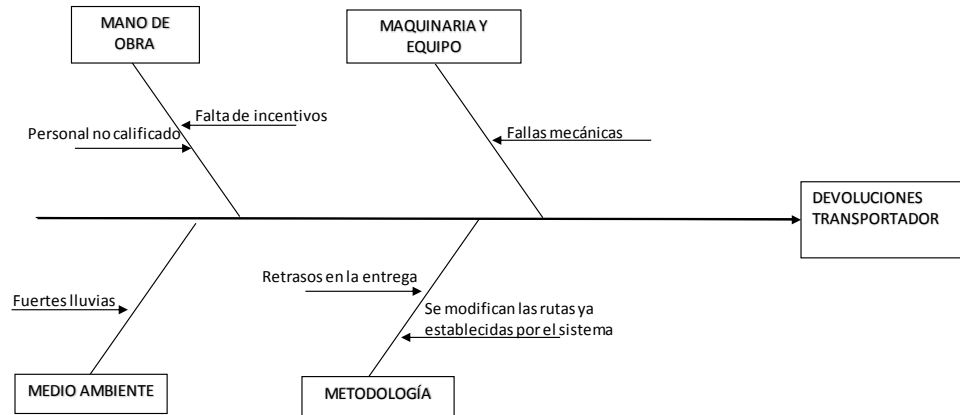 MANO DE
OBRA
MAQUINARIA Y
EQUIPO
Falta de incentivos
Personal no calificado
Fallas mecánicas
DEVOLUCIONES
TRANSPORTADOR
Retrasos en la entrega
Fuertes lluvias
Se modifican las rutas ya
establecidas por el sistema
MEDIO AMBIENTE
METODOLOGÍA